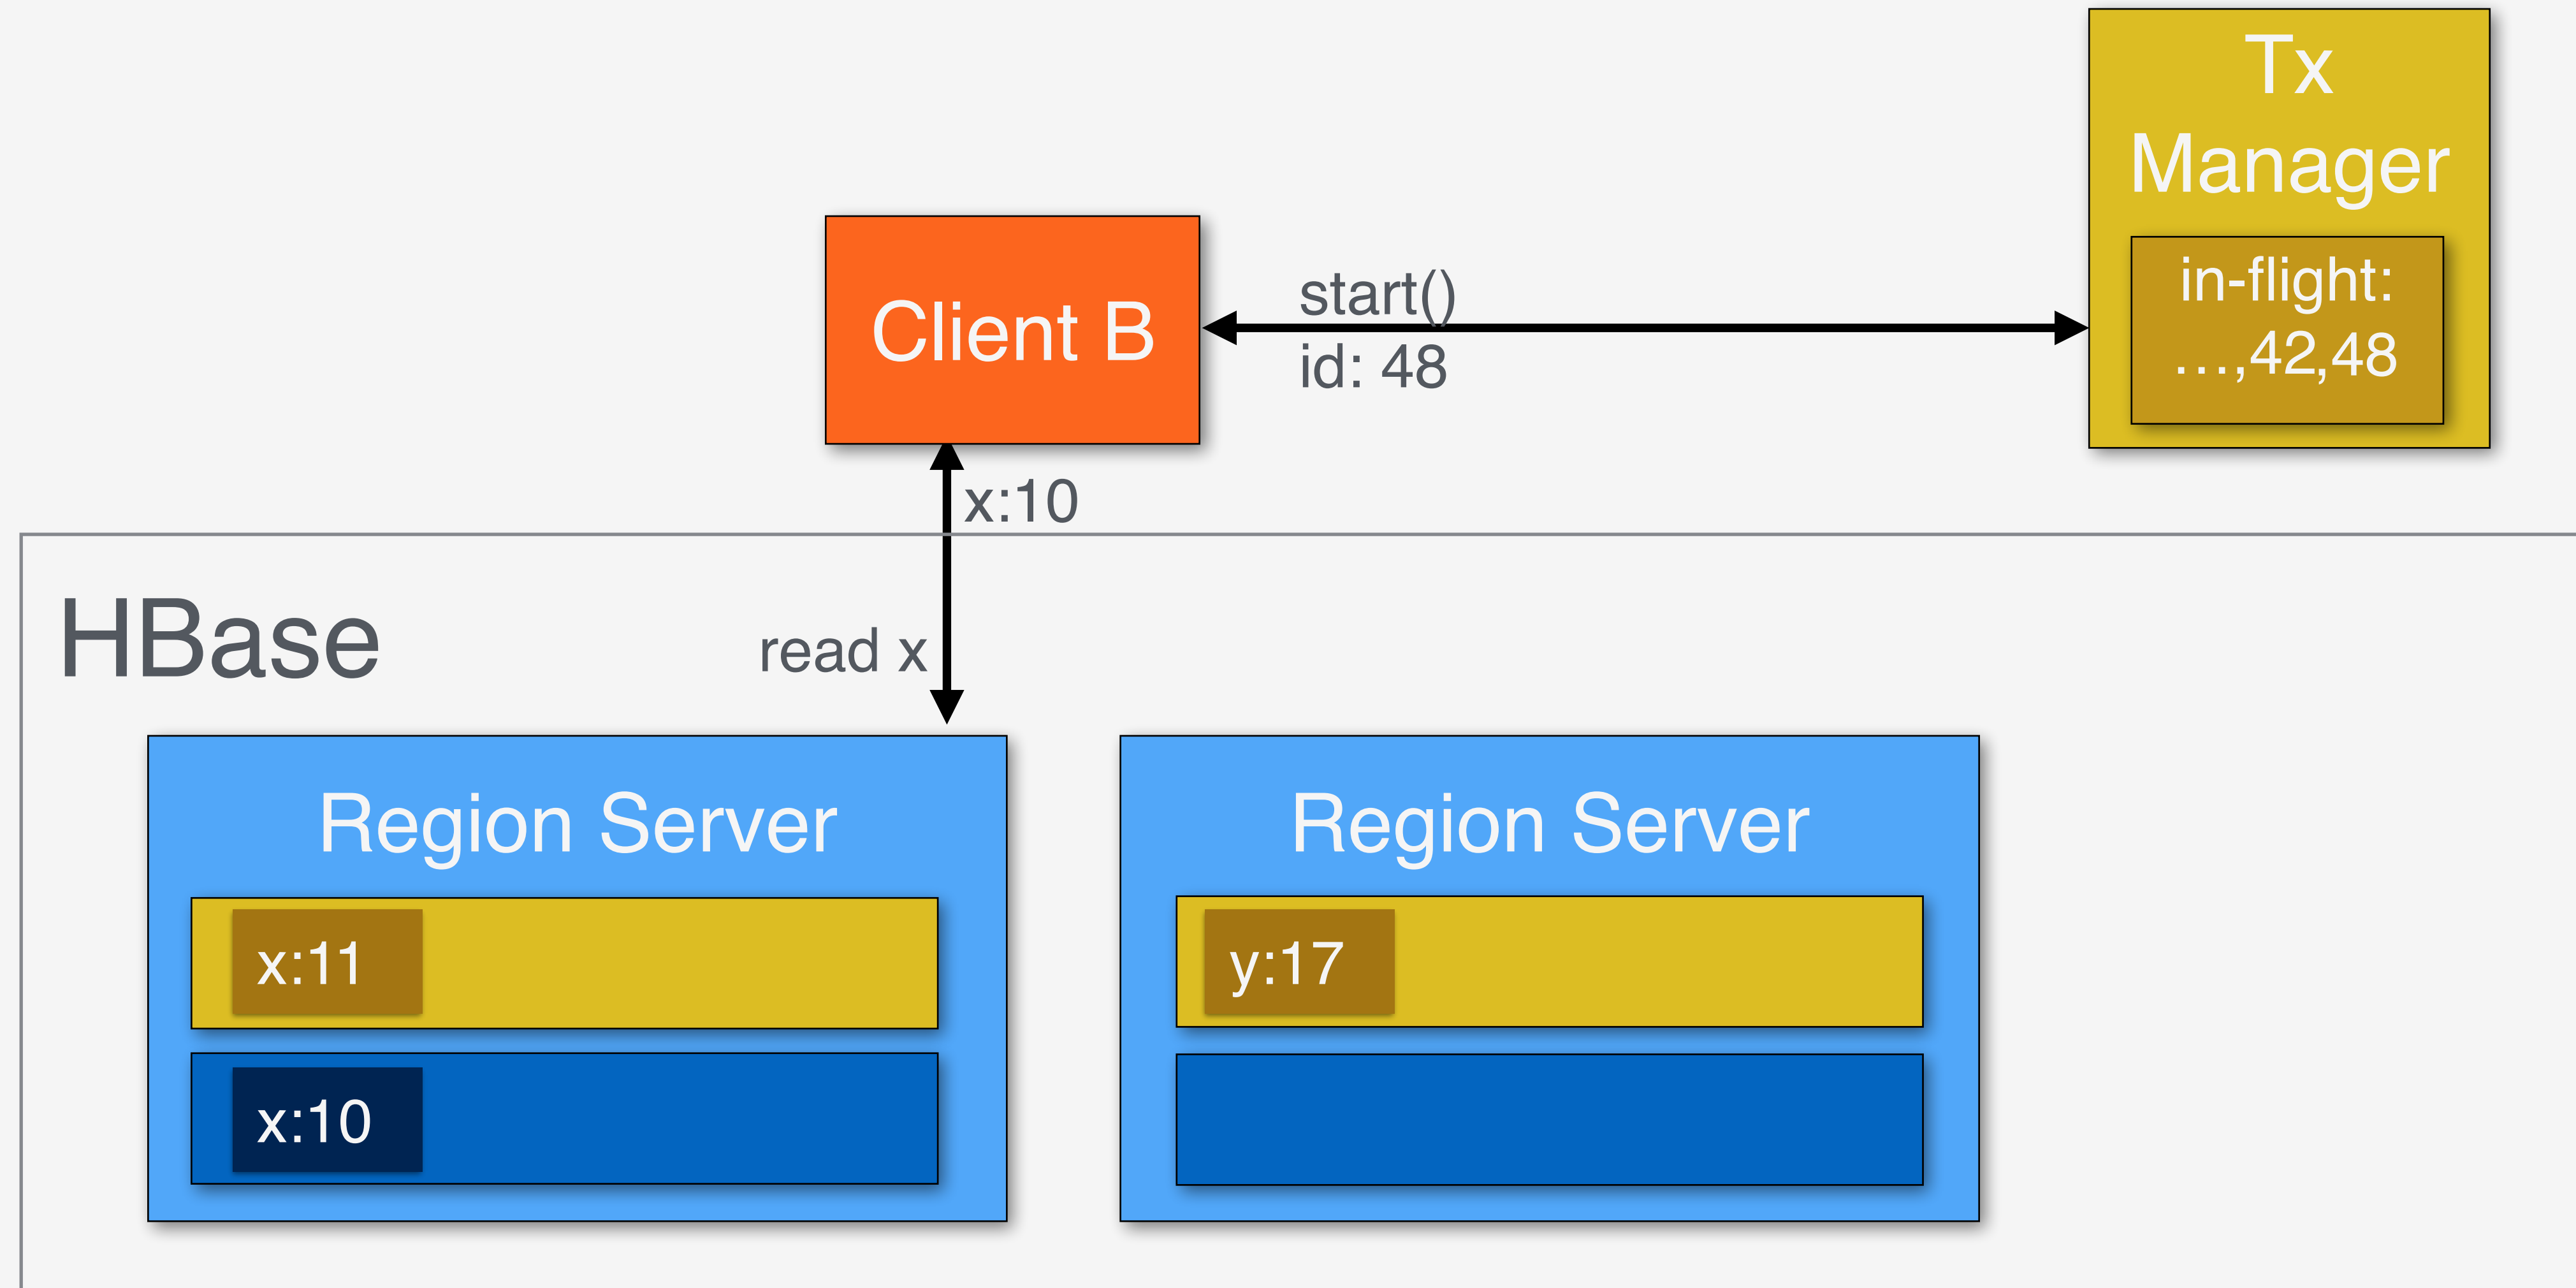 Tx
Manager
in-flight:
…,42,48
Client B
start()
id: 48
x:10
HBase
read x
Region Server
x:11
x:10
Region Server
y:17